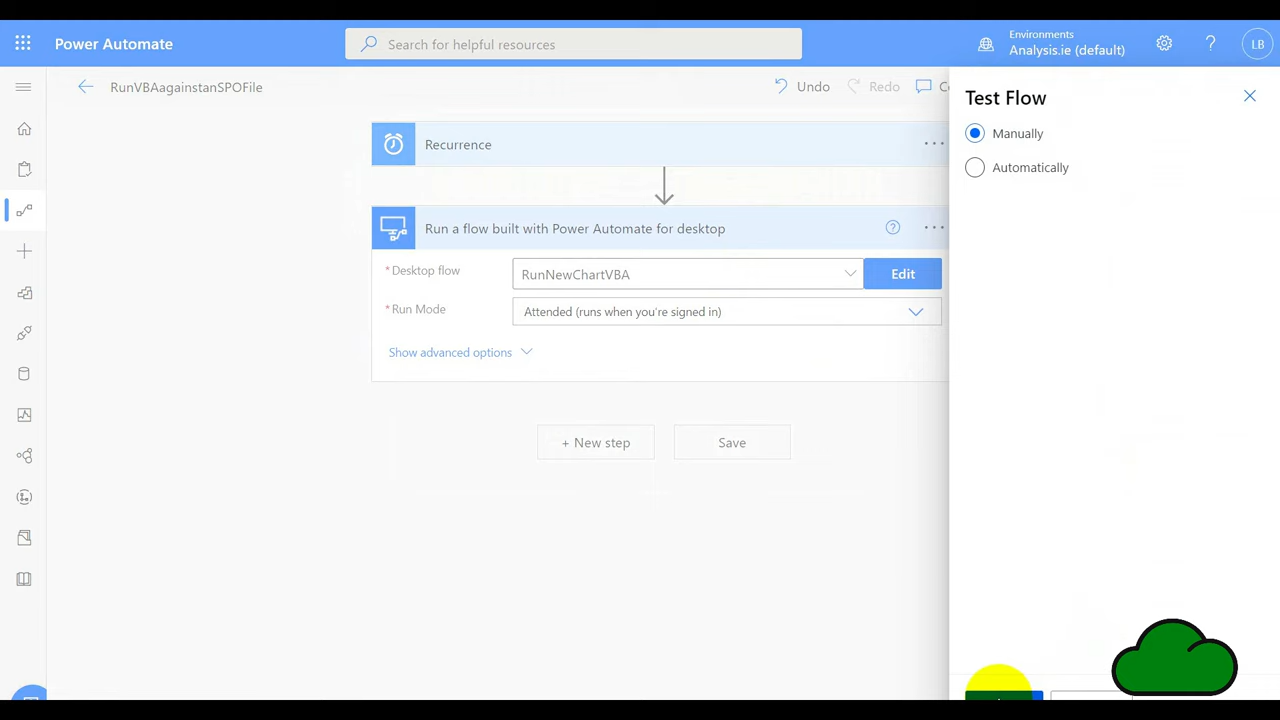 Power Automate
Search for helpful resources
Environments
Analysis.ie (default)
LB
RunVBAagainstanSPOFile
Undo
Redo
Test Flow
Manually
Automatically
Recurrence
Run a flow built with Power Automate for desktop
* Desktop flow
RunNewChartVBA
Edit
* Run Mode
Attended (runs when you're signed in)
Show advanced options
+ New step
Save